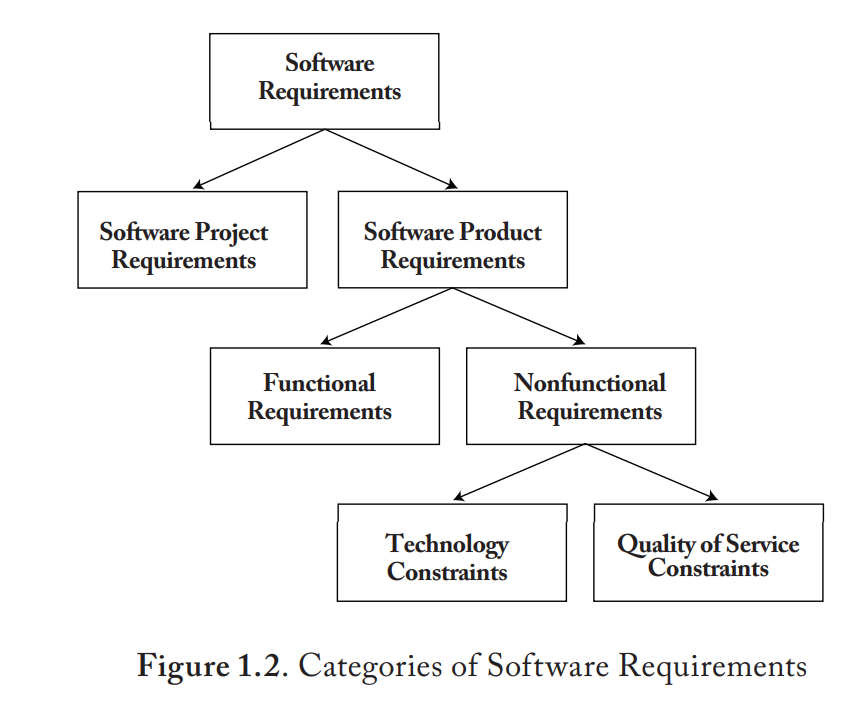 Software
Requirements
Software Project
Requirements
Software Product
Requirements
Functional
Requirements
Nonfunctional
Requirements
Technology
Constraints
Quality of Service
Constraints
Figure 1.2. Categories of Software Requirements